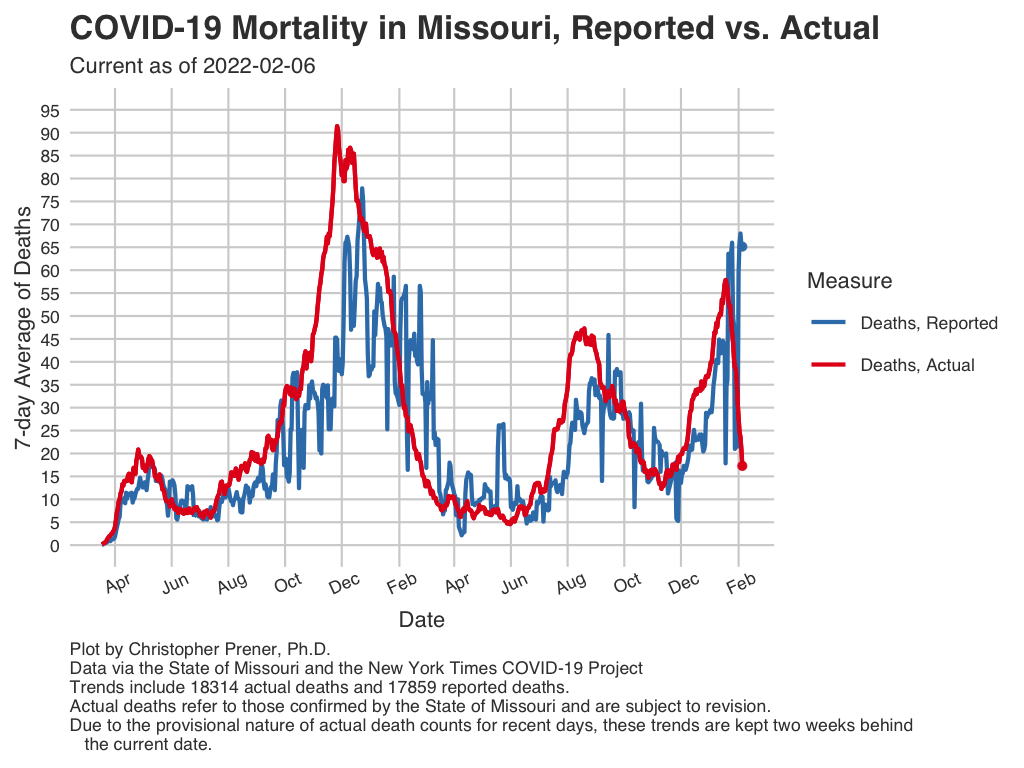 COVID-19 Mortality in Missouri, Reported vs. Actual
Current as of 2022-02-06
95
90
85
80
75
70
65
60
55
50
45
40
35
30
25
20
15
10
5
0
7-day Average of Deaths
Apr Jun Aug Oct Dec Feb Apr Jun Aug Oct Dec Feb
Date
Measure
Deaths, Reported
Deaths, Actual
Plot by Christopher Prener, Ph.D.
Data via the State of Missouri and the New York Times COVID-19 Project
Trends include 18314 actual deaths and 17859 reported deaths.
Actual deaths refer to those confirmed by the State of Missouri and are subject to revision.
Due to the provisional nature of actual death counts for recent days, these trends are kept two weeks behind
the current date.